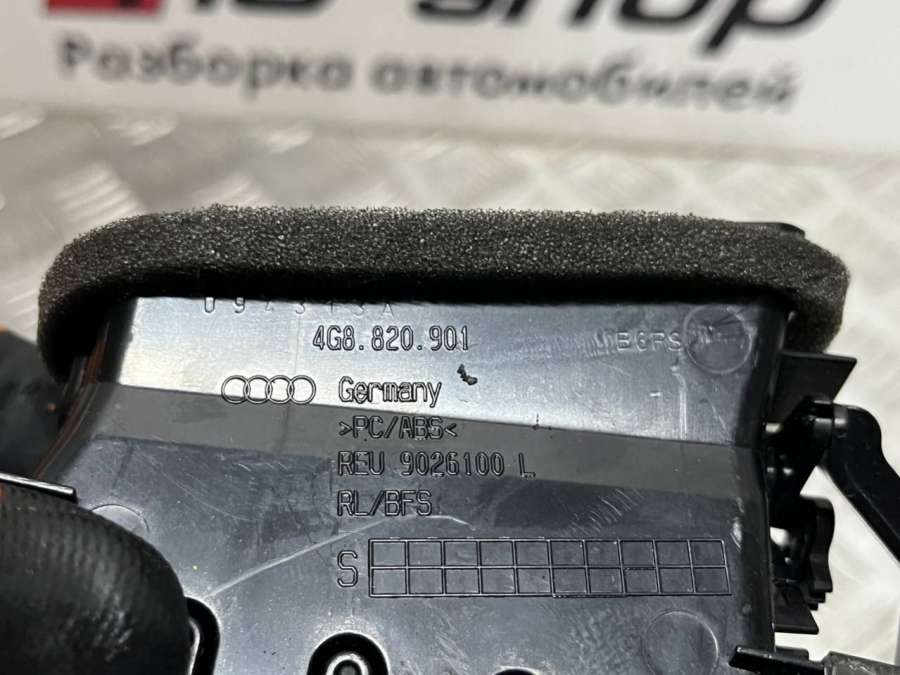 Разборка автомобилей
4G8.820.901
Germany
>PC/ABS<
REU 9026100 L
RL/BFS
S